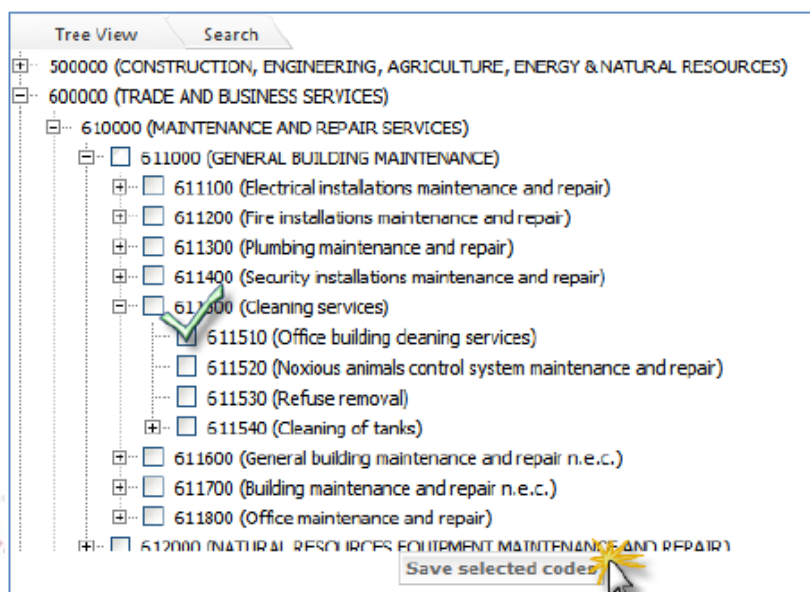 Tree View Search
500000 (CONSTRUCTION, ENGINEERING, AGRICULTURE, ENERGY & NATURAL RESOURCES)
600000 (TRADE AND BUSINESS SERVICES)
610000 (MAINTENANCE AND REPAIR SERVICES)
611000 (GENERAL BUILDING MAINTENANCE)
611100 (Electrical installations maintenance and repair)
611200 (Fire installations maintenance and repair)
611300 (Plumbing maintenance and repair)
611400 (Security installations maintenance and repair)
(Cleaning services)
611510 (Office building cleaning services)
611520 (Noxious animals control system maintenance and repair)
611530 (Refuse removal)
611540 (Cleaning of tanks)
611600 (General building maintenance and repair n.e.c.)
611700 (Building maintenance and repair n.e.c.)
611800 (Office maintenance and repair)
612000 (NATURAL RESOURCES EQUIPMENT MAINTENANCE AND REPAIR)
Save selected codes